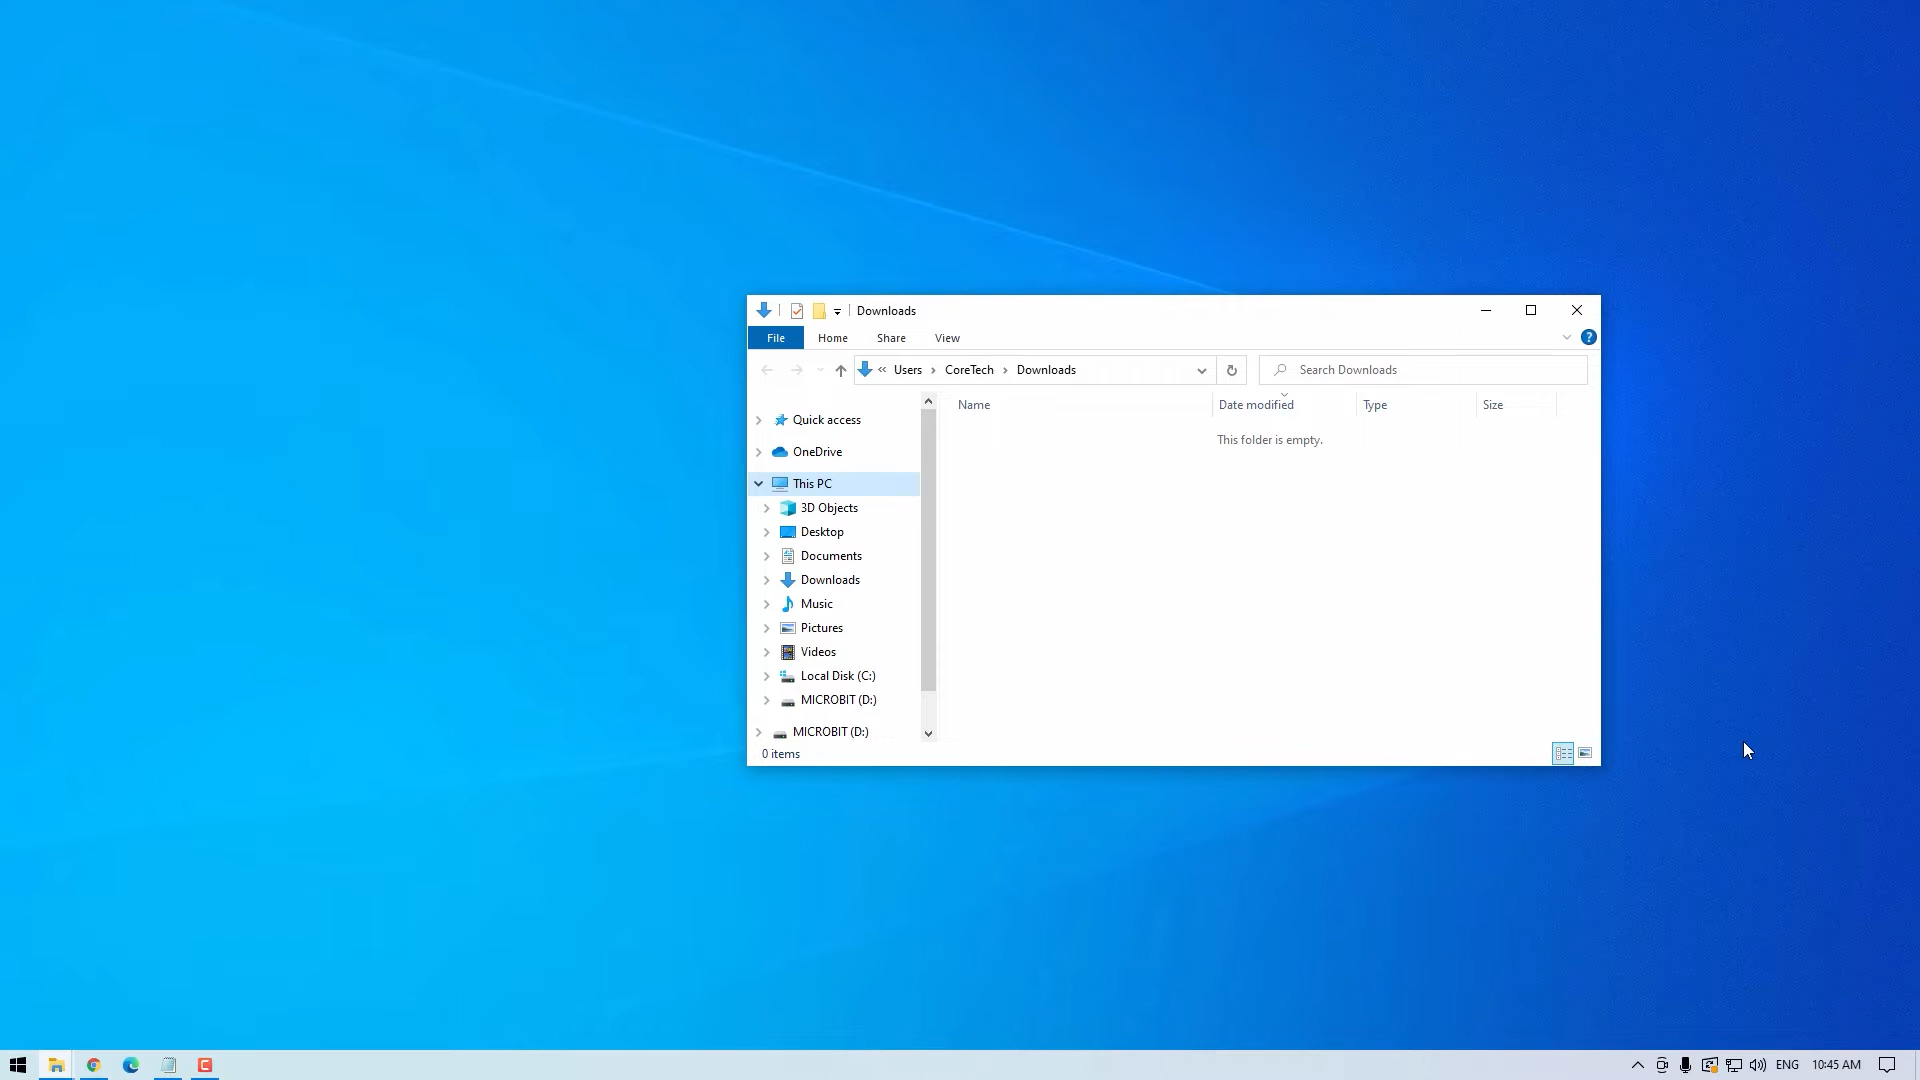 Downloads
File Home Share View
« Users › CoreTech › Downloads Search Downloads
Name Date modified Type Size
This folder is empty.
Quick access
OneDrive
This PC
3D Objects
Desktop
Documents
Downloads
Music
Pictures
Videos
Local Disk (C:)
MICROBIT (D:)
MICROBIT (D:)
0 items
ENG 10:45 AM